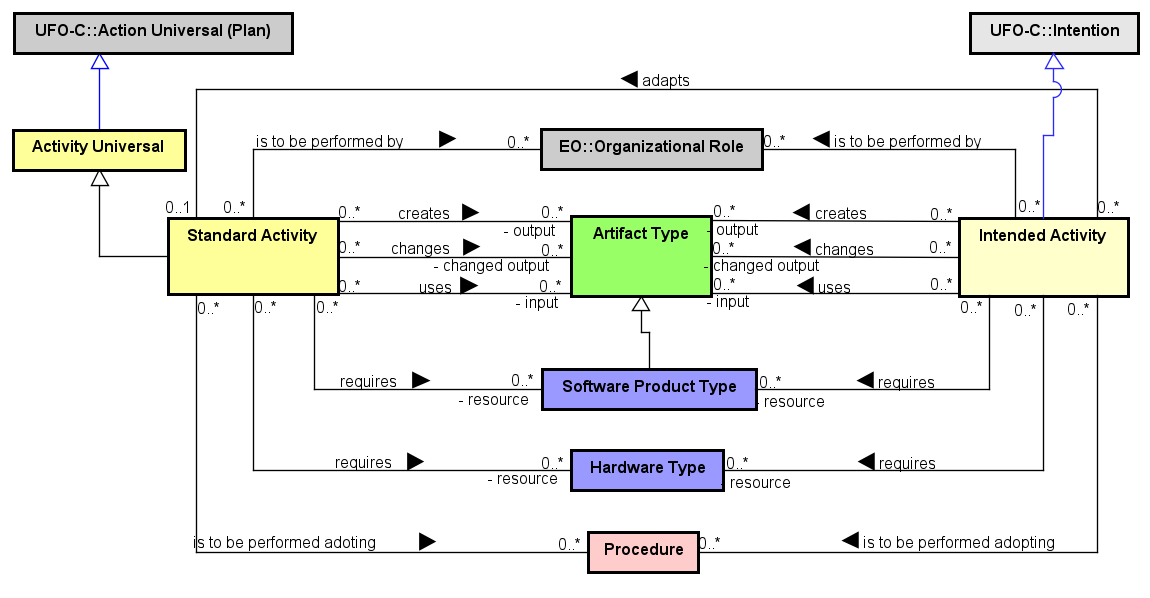 UFO-C::Action Universal (Plan)
UFO-C::Intention
adapts
Activity Universal
is to be performed by
0..*
EO::Organizational Role
0..*
is to be performed by
0..1
0..*
0..*
0..*
Standard Activity
0..*
creates
0..*
- output
Artifact Type
0..*
- output
creates
0..*
Intended Activity
0..*
changes
0..*
- changed output
0..*
- changed output
changes
0..*
0..*
uses
0..*
- input
0..*
- input
uses
0..*
0..*
0..*
0..*
0..*
0..*
0..*
requires
0..*
- resource
Software Product Type
0..*
- resource
requires
requires
0..*
- resource
Hardware Type
0..*
- resource
requires
is to be performed adoting
0..*
Procedure
0..*
is to be performed adopting